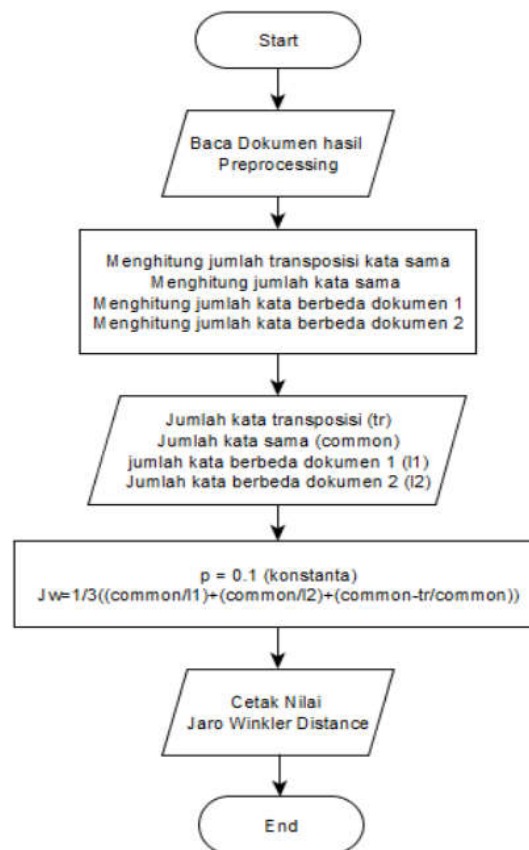 Start
Baca Dokumen hasil
Preprocessing
Menghitung jumlah transposisi kata sama
Menghitung jumlah kata sama
Menghitung jumlah kata berbeda dokumen 1
Menghitung jumlah kata berbeda dokumen 2
Jumlah kata transposisi (tr)
Jumlah kata sama (common)
jumlah kata berbeda dokumen 1 (l1)
Jumlah kata berbeda dokumen 2 (l2)
p = 0.1 (konstanta)
Jw=1/3((common/l1)+(common/l2)+(common-tr/common))
Cetak Nilai
Jaro Winkler Distance
End